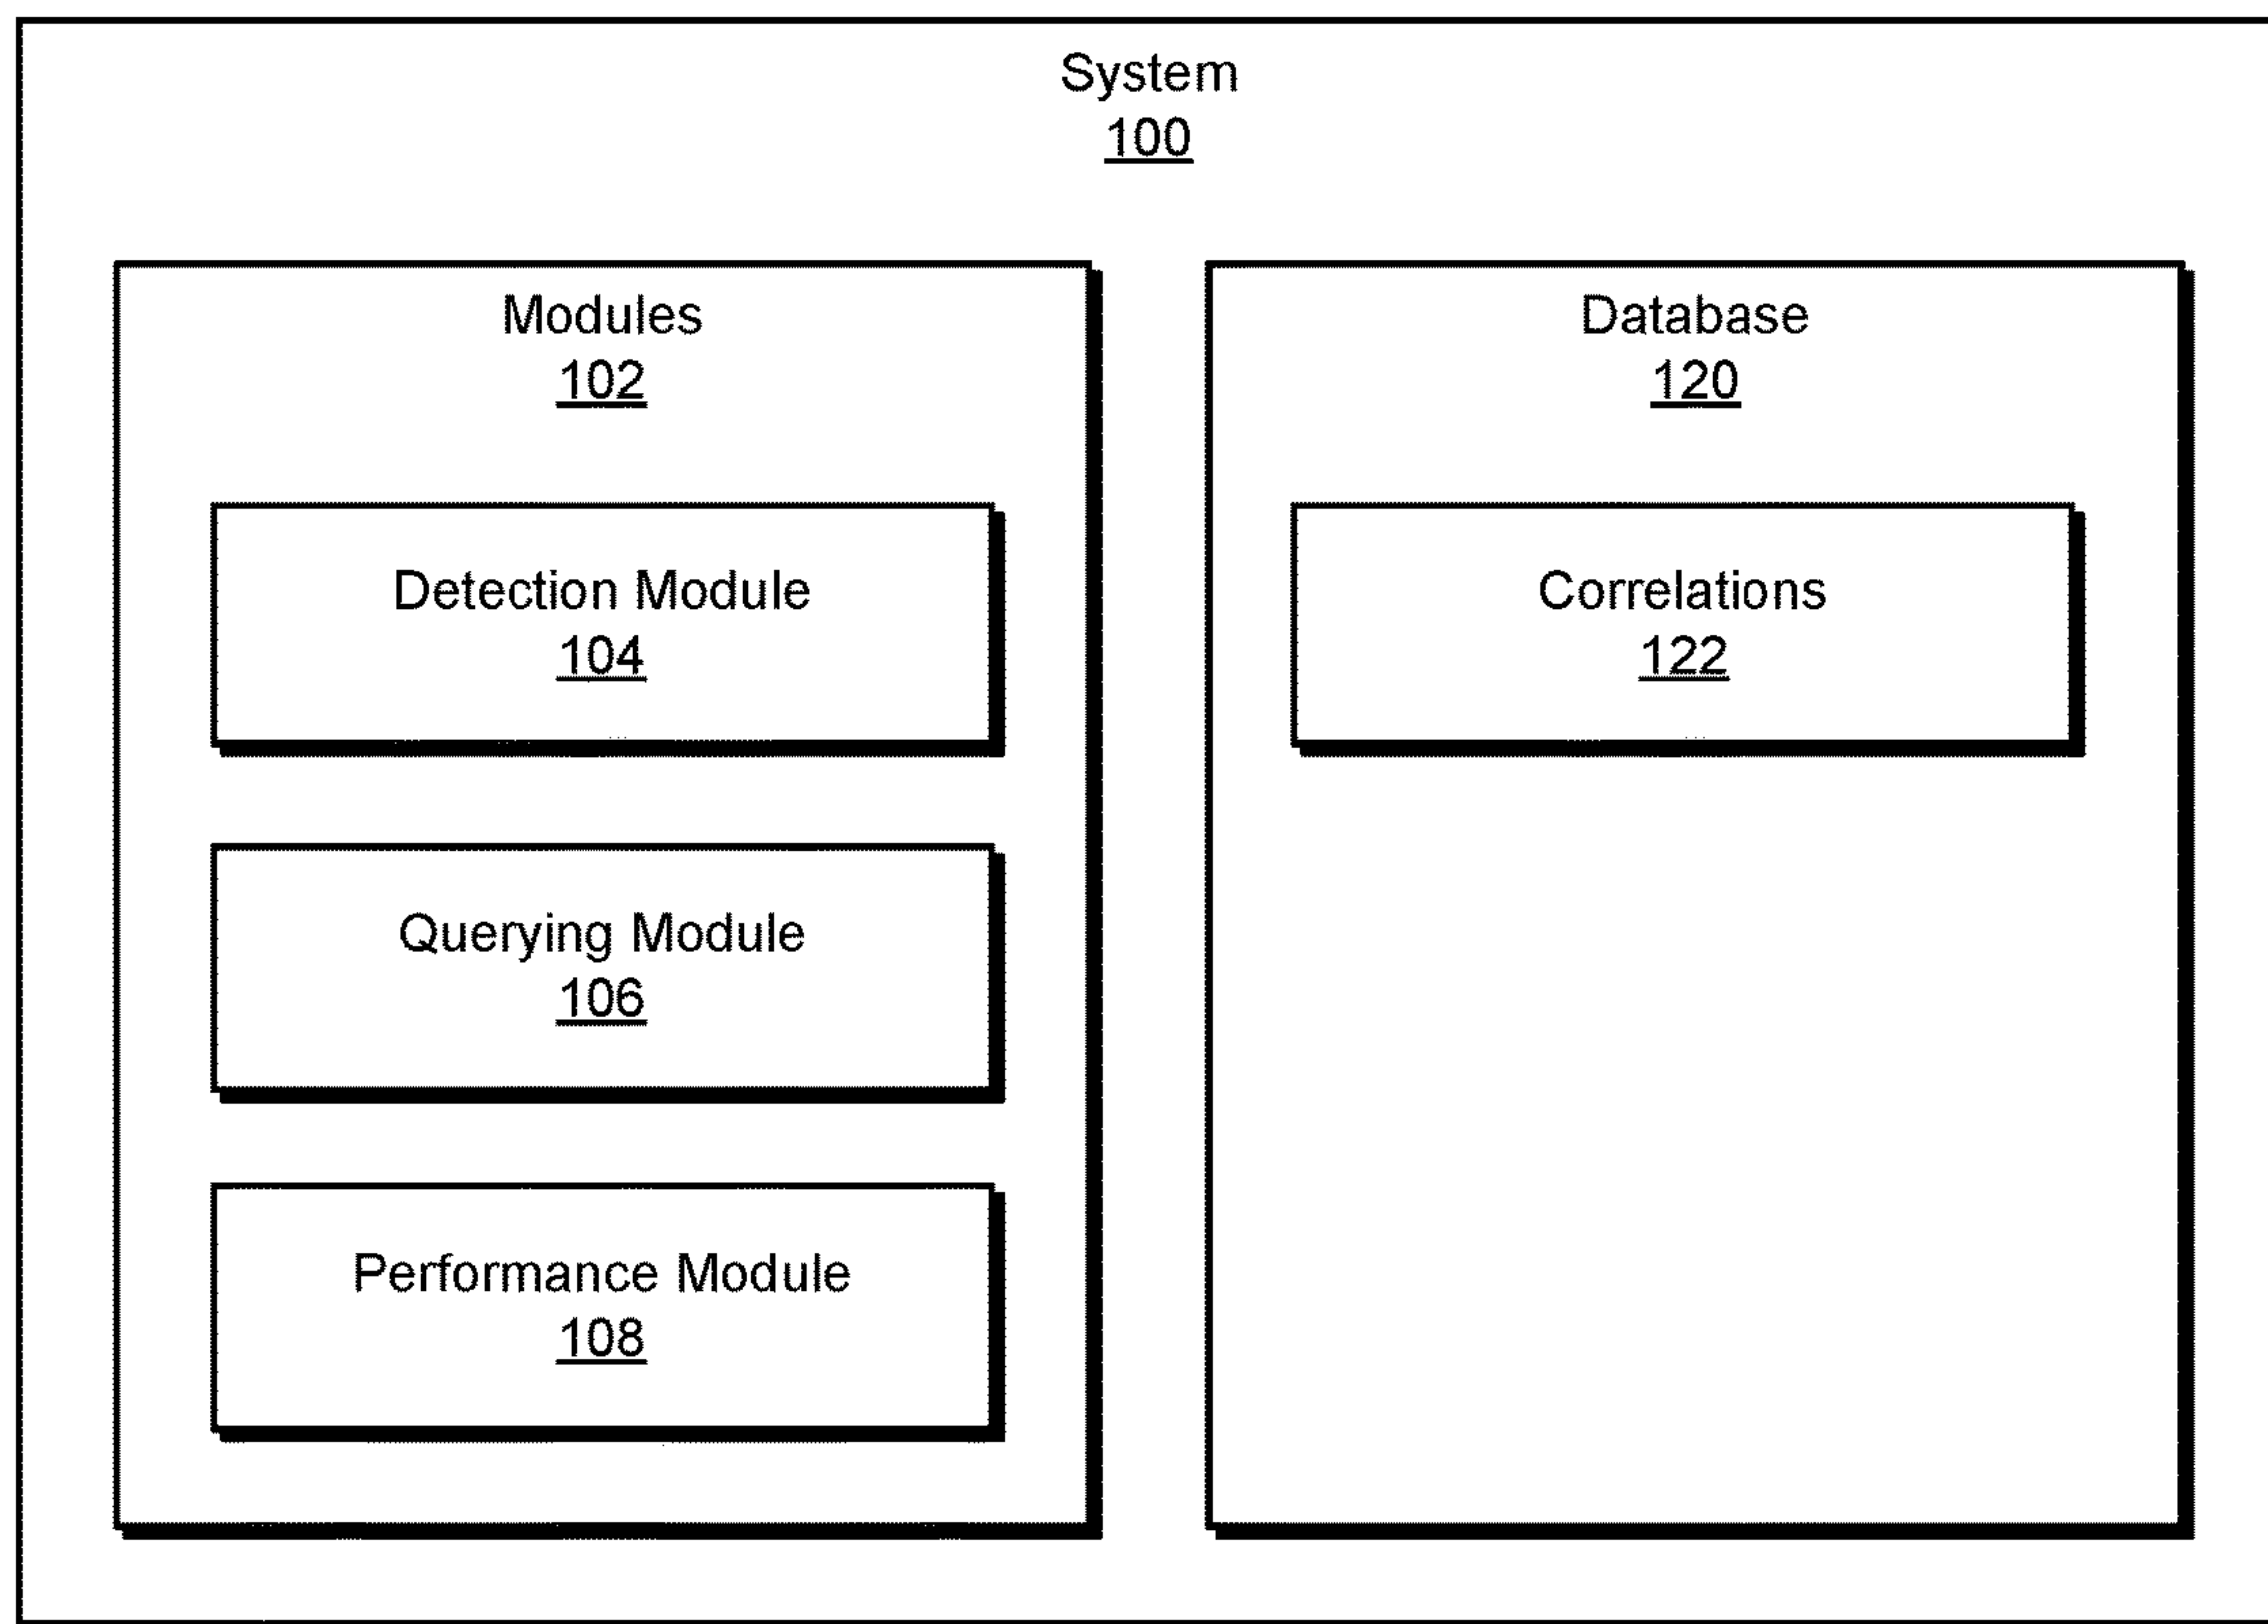 System
100
Modules
102
Detection Module
104
Querying Module
106
Performance Module
108
Database
120
Correlations
122